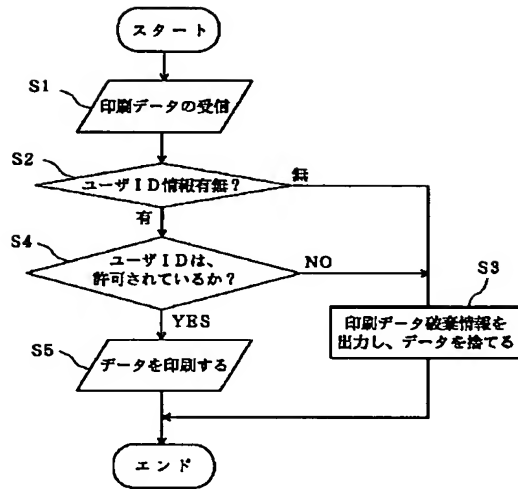 スタート
S1
印刷データの受信
S2
ユーザID情報有無?
無
有
S4
ユーザIDは、
許可されているか?
NO
S3
YES
印刷データ破棄情報を
出力し、データを捨てる
S5
データを印刷する
エンド